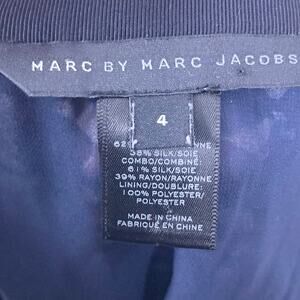 MARC BY MARC JACOBS
4
38% SILK/SOIE
COMBO/COMBINE:
61% SILK/SOIE
39% RAYON/RAYONNE
LINING/DOUBLURE:
100% POLYESTER/
POLYESTER
MADE IN CHINA
FABRIQUÉ EN CHINE